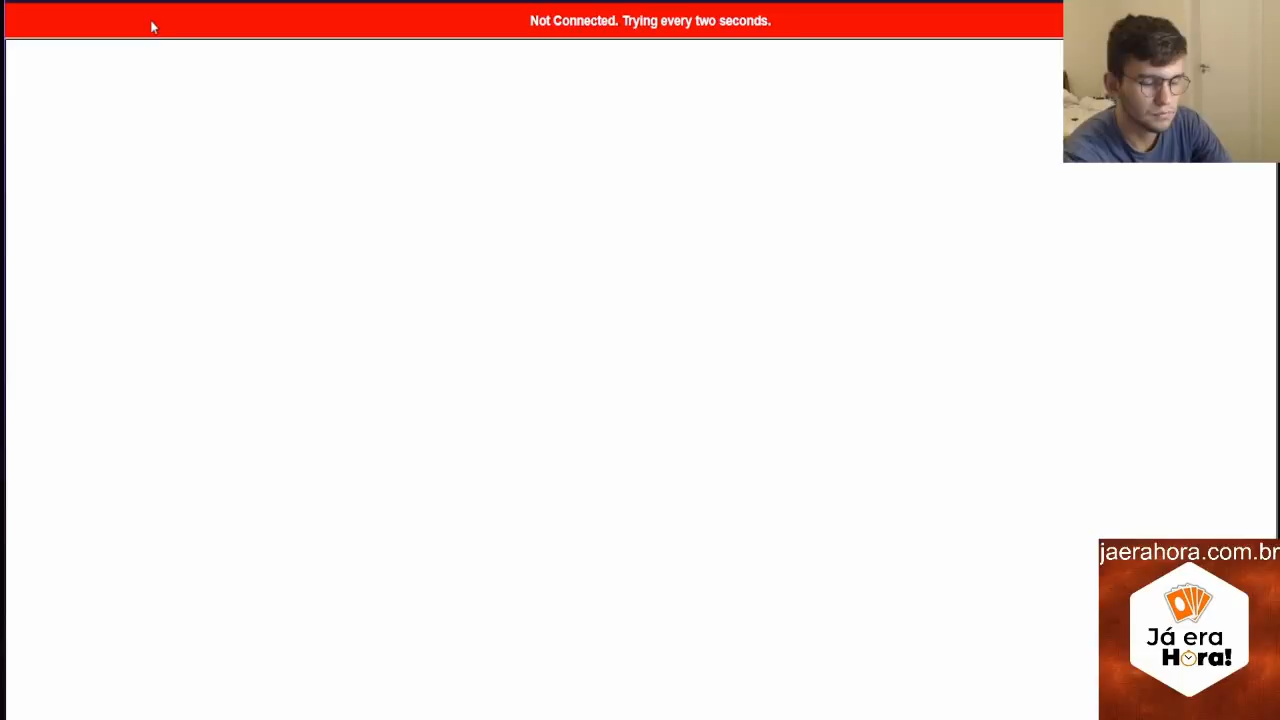 Not Connected. Trying every two seconds.
jaerahora.com.br
Já era
Hora!